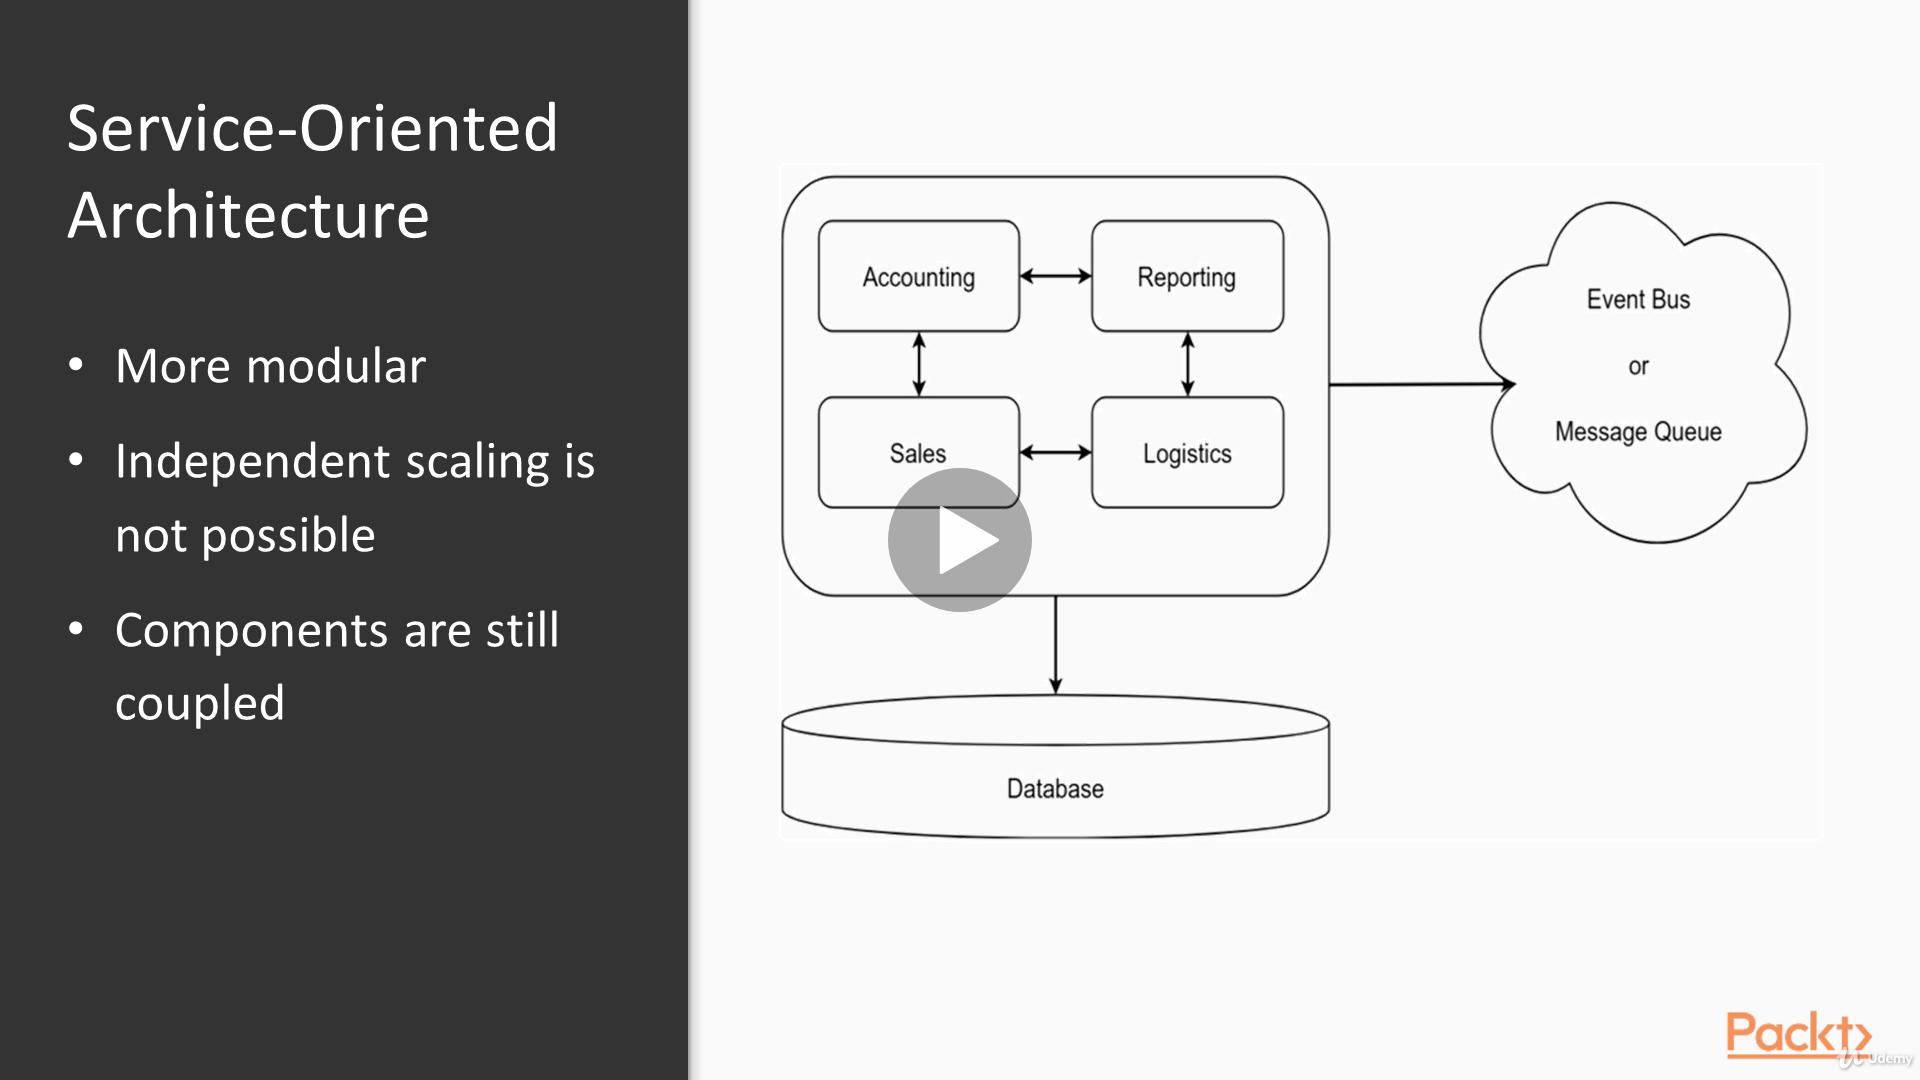 Service-Oriented
Architecture
• More modular
• Independent scaling is
not possible
• Components are still
coupled
Accounting
Reporting
Sales
Logistics
Event Bus
or
Message Queue
Database
Packt
Udemy